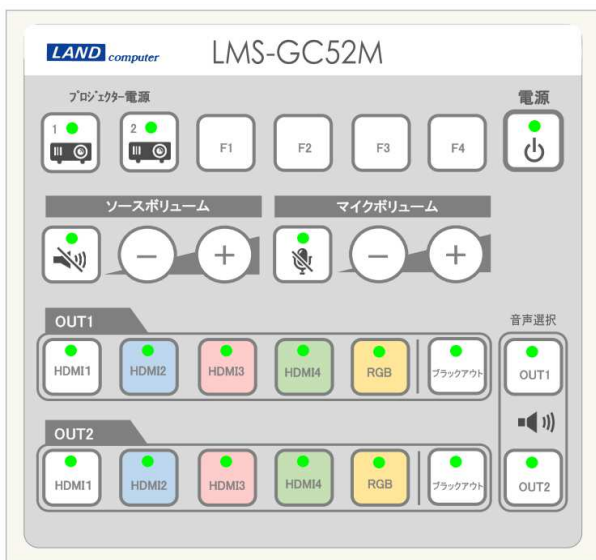 LAND computer LMS-GC52M
プロジェクター電源 電源
1 2 F1 F2 F3 F4
ソースボリューム マイクボリューム
OUT1 音声選択
HDMI1 HDMI2 HDMI3 HDMI4 RGB ブラックアウト OUT1
OUT2
HDMI1 HDMI2 HDMI3 HDMI4 RGB ブラックアウト OUT2